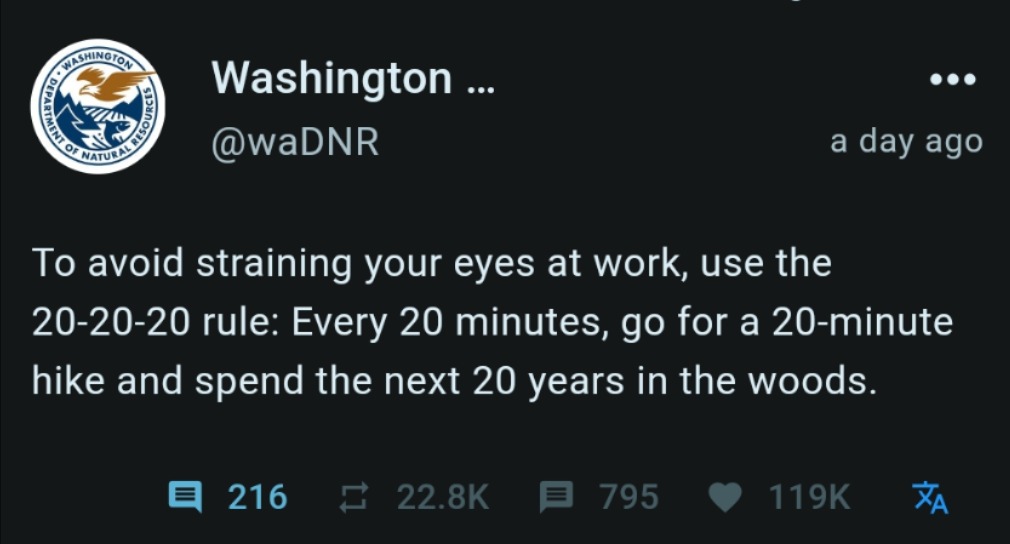 WASHINGTON
DEPARTMENT OF NATURAL RESOURCES
Washington ...
@waDNR
a day ago
To avoid straining your eyes at work, use the
20-20-20 rule: Every 20 minutes, go for a 20-minute
hike and spend the next 20 years in the woods.
216 22.8K 795 119K